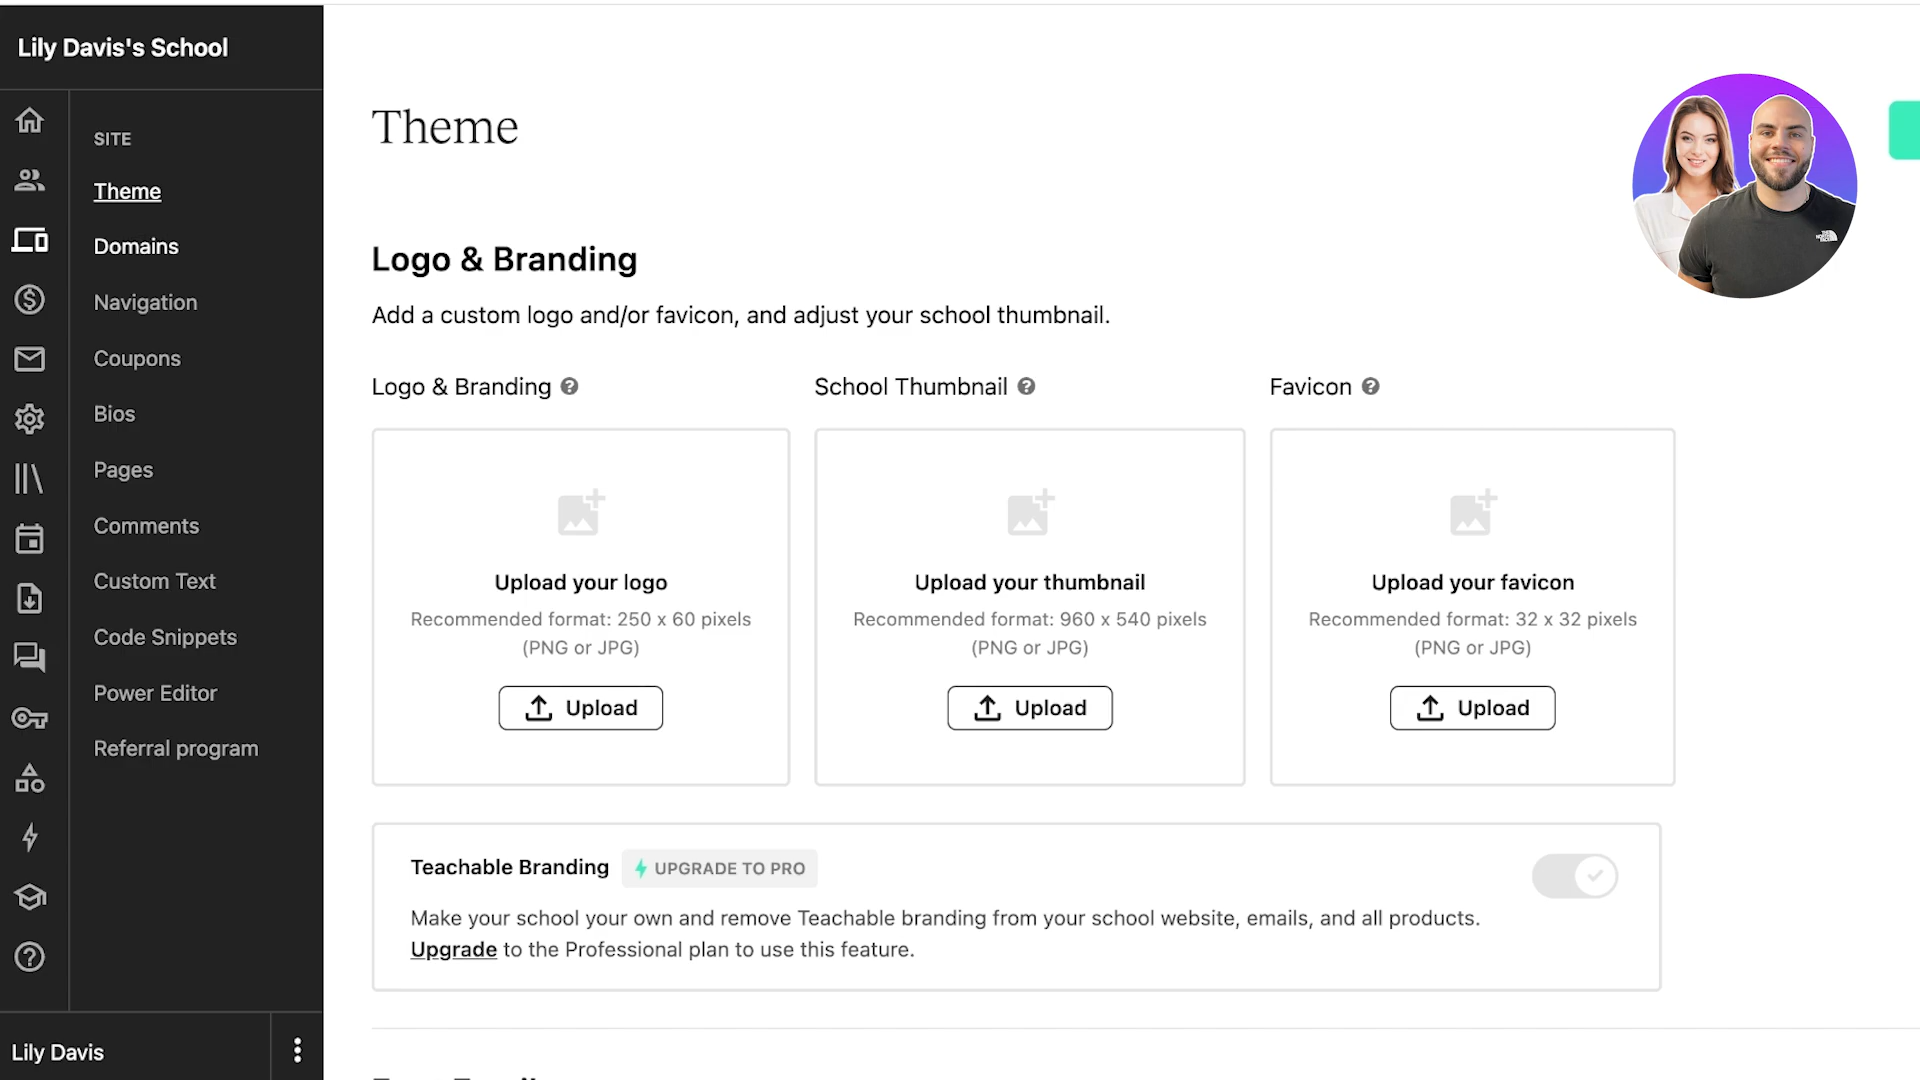 Lily Davis's School
SITE
Theme
Domains
Navigation
Coupons
Bios
Pages
Comments
Custom Text
Code Snippets
Power Editor
Referral program
Lily Davis
Theme
Logo & Branding
Add a custom logo and/or favicon, and adjust your school thumbnail.
Logo & Branding
School Thumbnail
Favicon
Upload your logo
Recommended format: 250 x 60 pixels
(PNG or JPG)
Upload
Upload your thumbnail
Recommended format: 960 x 540 pixels
(PNG or JPG)
Upload
Upload your favicon
Recommended format: 32 x 32 pixels
(PNG or JPG)
Upload
Teachable Branding
UPGRADE TO PRO
Make your school your own and remove Teachable branding from your school website, emails, and all products.
Upgrade to the Professional plan to use this feature.